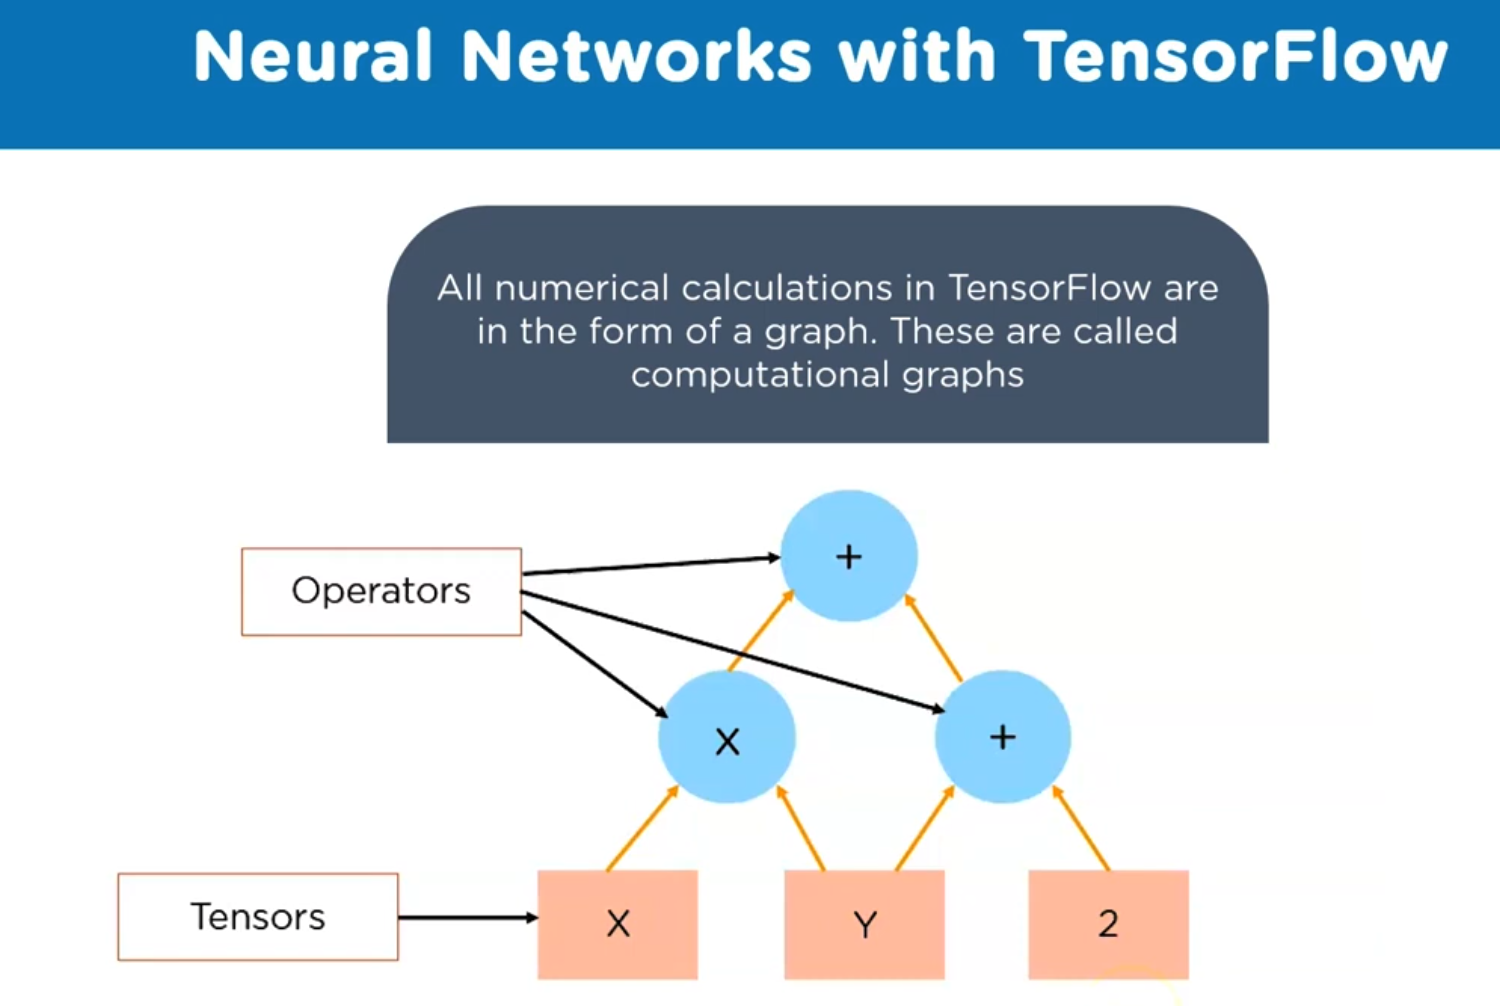 Neural Networks with TensorFlow
All numerical calculations in TensorFlow are
in the form of a graph. These are called
computational graphs
+
Operators
X
+
Tensors
X
Y
2